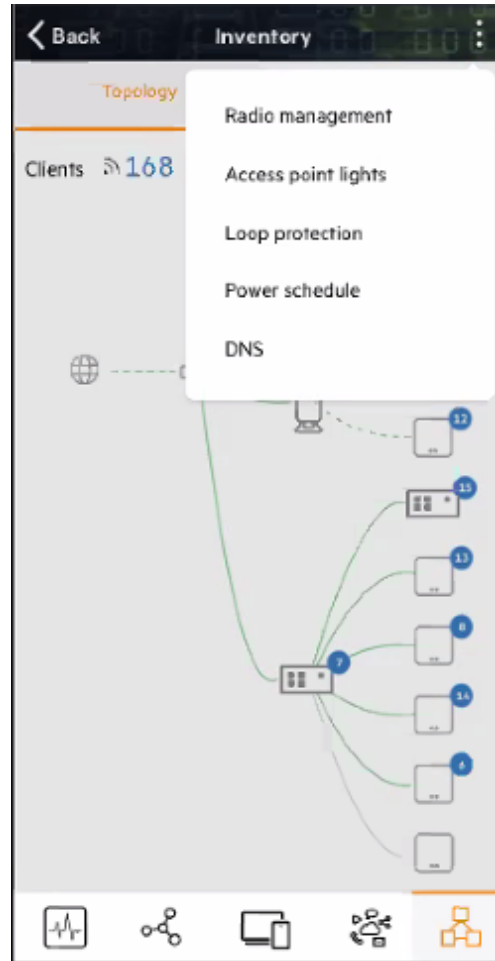 Back
Inventory
Topology
Clients 168
Radio management
Access point lights
Loop protection
Power schedule
DNS
12
15
13
8
7
14
6